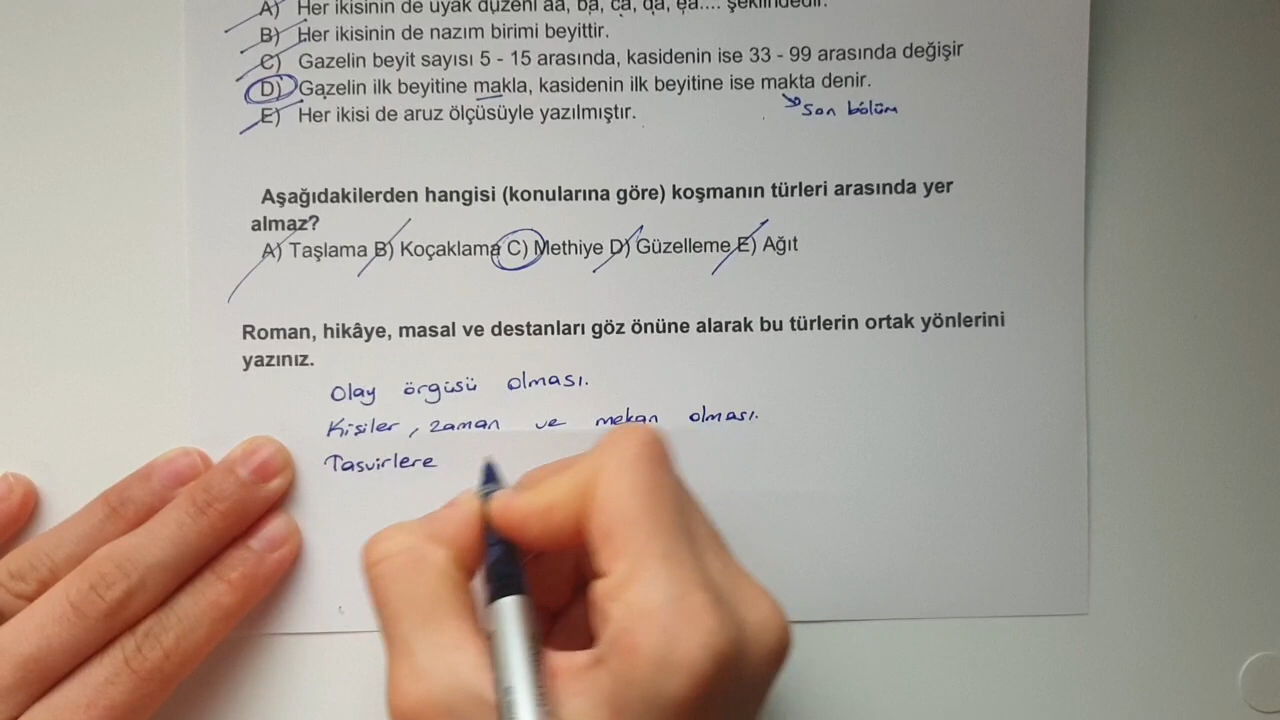 A) Her ikisinin de uyak düzeni aa, ba, ca, da, ea.... şeklindedir.
B) Her ikisinin de nazım birimi beyittir.
C) Gazelin beyit sayısı 5 - 15 arasında, kasidenin ise 33 - 99 arasında değişir
D) Gazelin ilk beyitine makla, kasidenin ilk beyitine ise makta denir.
E) Her ikisi de aruz ölçüsüyle yazılmıştır.
Son bölüm
Aşağıdakilerden hangisi (konularına göre) koşmanın türleri arasında yer
almaz?
A) Taşlama B) Koçaklama C) Methiye D) Güzelleme E) Ağıt
Roman, hikâye, masal ve destanları göz önüne alarak bu türlerin ortak yönlerini
yazınız.
Olay örgüsü olması.
Kişiler, zaman ve mekan olması.
Tasvirlere